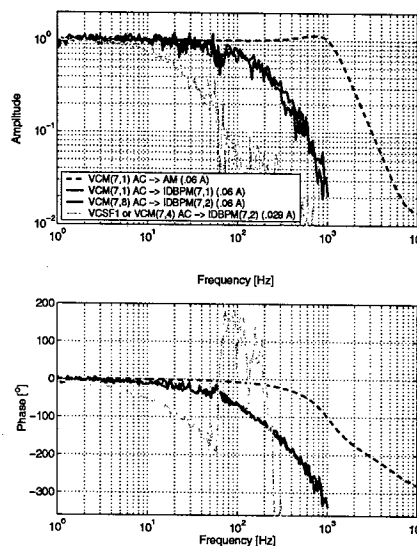 10⁰
10⁻¹
10⁻²
Amplitude
VCM(7,1) AC -> AM (.06 A)
VCM(7,1) AC -> IDBPM(7,1) (.06 A)
VCM(7,8) AC -> IDBPM(7,2) (.06 A)
VCSF1 or VCM(7,4) AC -> IDBPM(7,2) (.029 A)
10⁰ 10¹ 10² 10³ 10⁴
Frequency [Hz]
200
100
0
-100
-200
-300
Phase [°]
10⁰ 10¹ 10² 10³ 10⁴
Frequency [Hz]